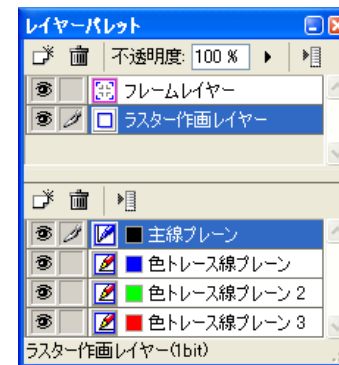 レイヤーパレット
不透明度: 100 %
フレームレイヤー
ラスター作画レイヤー
主線プレーン
色トレース線プレーン
色トレース線プレーン 2
色トレース線プレーン 3
ラスター作画レイヤー(1bit)